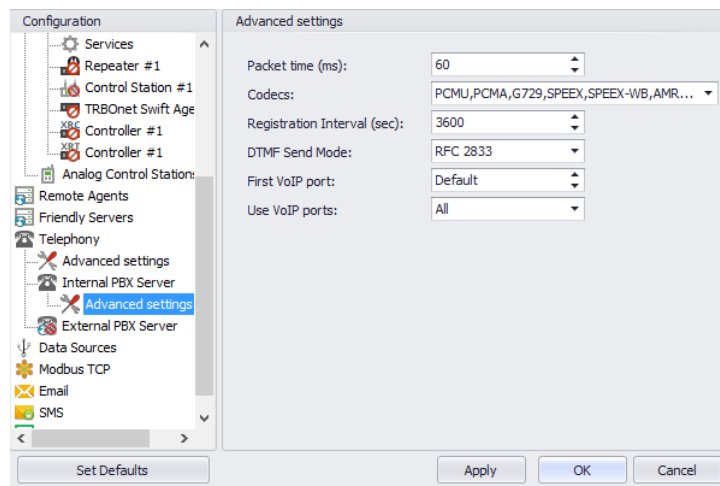 Configuration
Services
Repeater #1
Control Station #1
TRBOnet Swift Age
XRC Controller #1
XRT Controller #1
Analog Control Station
Remote Agents
Friendly Servers
Telephony
Advanced settings
Internal PBX Server
Advanced settings
External PBX Server
Data Sources
Modbus TCP
Email
SMS
Set Defaults
Advanced settings
Packet time (ms): 60
Codecs: PCMU,PCMA,G729,SPEEX,SPEEX-WB,AMR...
Registration Interval (sec): 3600
DTMF Send Mode: RFC 2833
First VoIP port: Default
Use VoIP ports: All
Apply OK Cancel